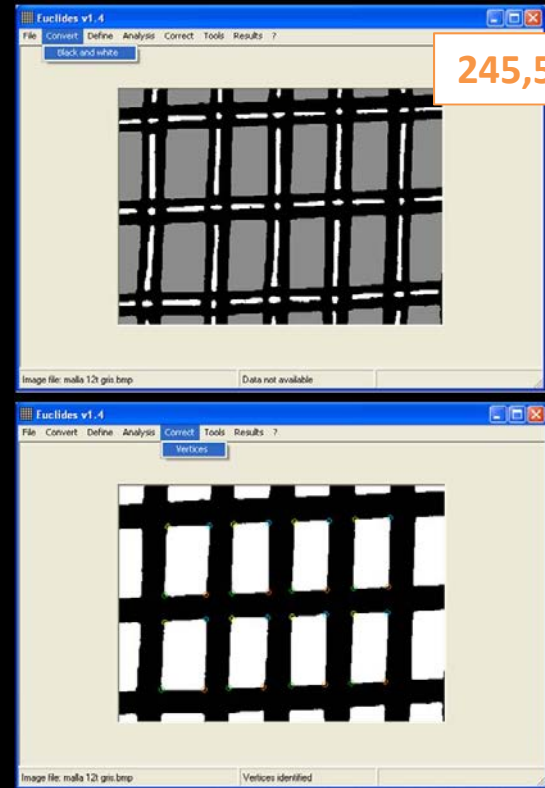 Euclides v1.4
File Convert Define Analysis Correct Tools Results ?
Black and white
245,5
Image file: malla 12t gris.bmp Data not available
Euclides v1.4
File Convert Define Analysis Correct Tools Results ?
Vertices
Image file: malla 12t gris.bmp Vertices identified